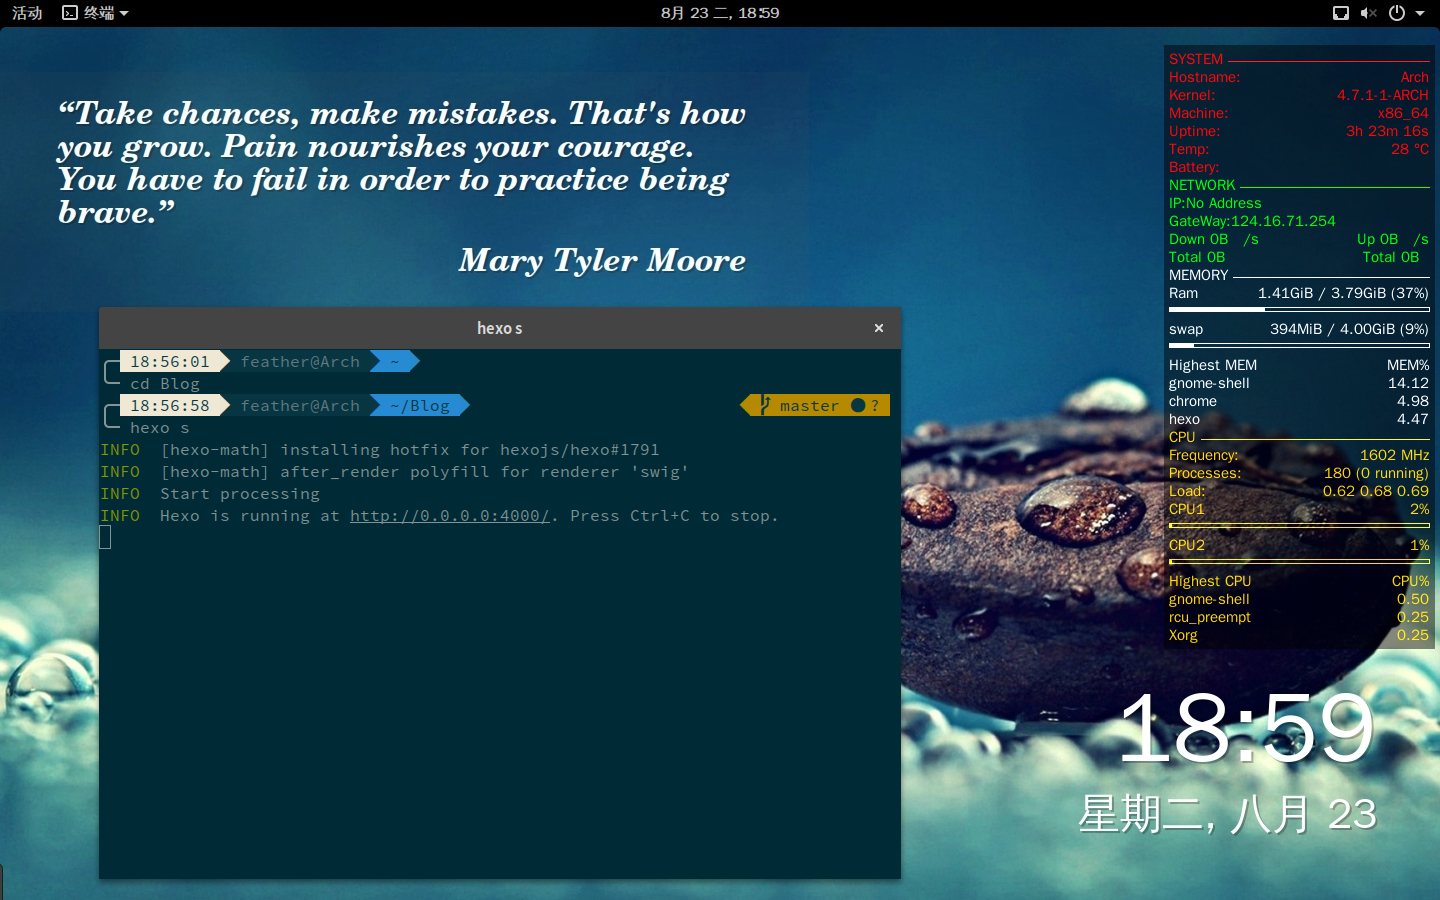 活动 终端 8月 23 二, 18:59
“Take chances, make mistakes. That's how
you grow. Pain nourishes your courage.
You have to fail in order to practice being
brave.”
Mary Tyler Moore
hexo s ×
18:56:01 feather@Arch ~
cd Blog
18:56:58 feather@Arch ~/Blog master ● ?
hexo s
INFO [hexo-math] installing hotfix for hexojs/hexo#1791
INFO [hexo-math] after_render polyfill for renderer 'swig'
INFO Start processing
INFO Hexo is running at http://0.0.0.0:4000/. Press Ctrl+C to stop.
SYSTEM
Hostname: Arch
Kernel: 4.7.1-1-ARCH
Machine: x86_64
Uptime: 3h 23m 16s
Temp: 28 °C
Battery:
NETWORK
IP:No Address
GateWay:124.16.71.254
Down 0B /s Up 0B /s
Total 0B Total 0B
MEMORY
Ram 1.41GiB / 3.79GiB (37%)
swap 394MiB / 4.00GiB (9%)
Highest MEM MEM%
gnome-shell 14.12
chrome 4.98
hexo 4.47
CPU
Frequency: 1602 MHz
Processes: 180 (0 running)
Load: 0.62 0.68 0.69
CPU1 2%
CPU2 1%
Highest CPU CPU%
gnome-shell 0.50
rcu_preempt 0.25
Xorg 0.25
18:59
星期二, 八月 23